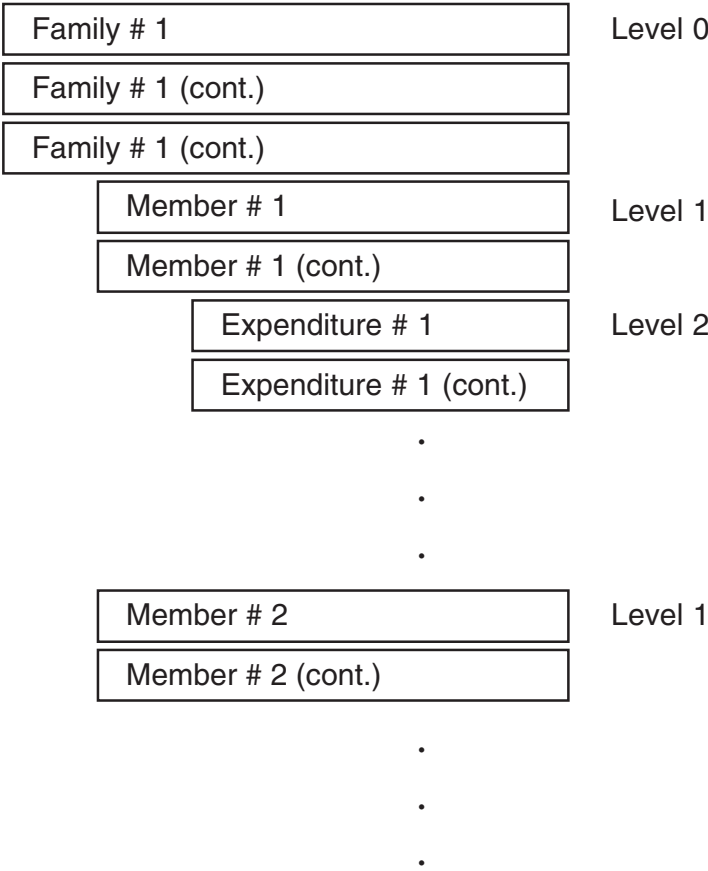 Family # 1 Level 0
Family # 1 (cont.)
Family # 1 (cont.)
Member # 1 Level 1
Member # 1 (cont.)
Expenditure # 1 Level 2
Expenditure # 1 (cont.)
.
.
.
Member # 2 Level 1
Member # 2 (cont.)
.
.
.